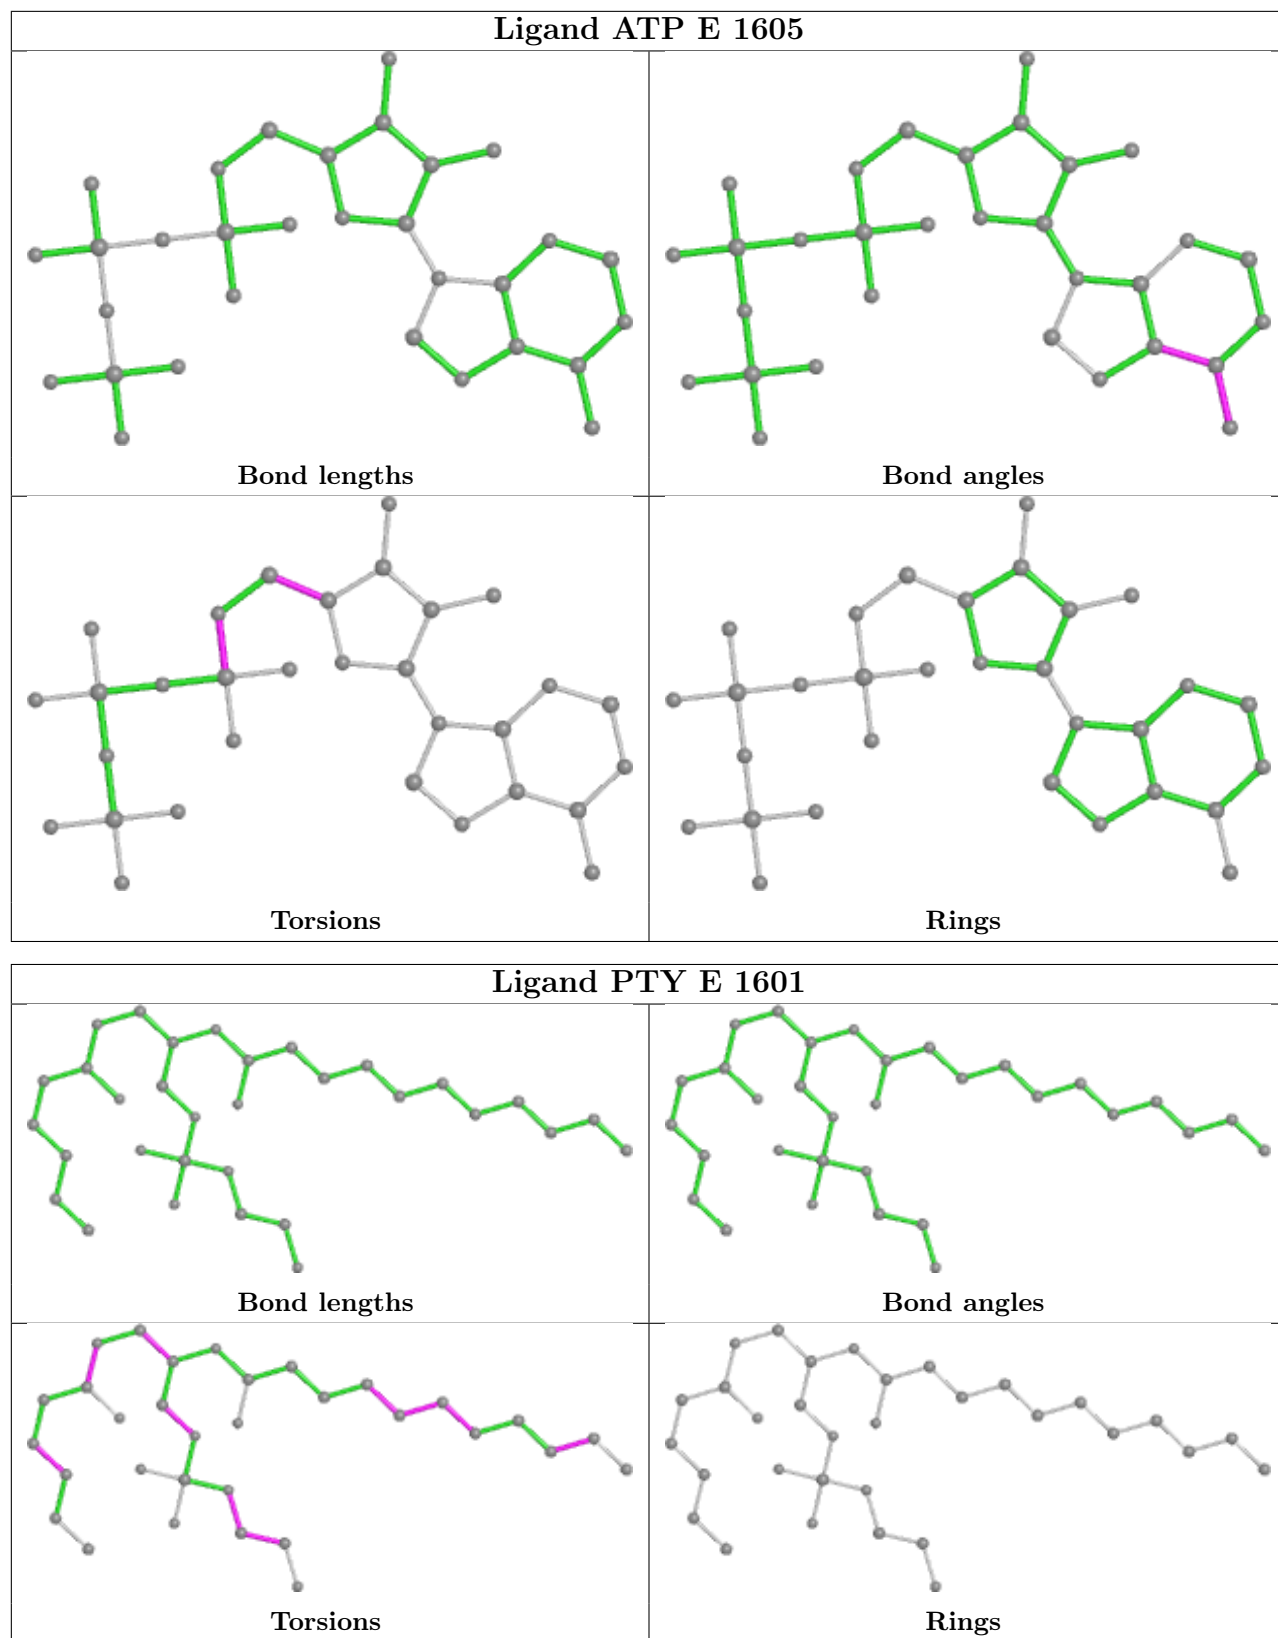 Ligand ATP E 1605
Bond lengths
Bond angles
Torsions
Rings
Ligand PTY E 1601
Bond lengths
Bond angles
Torsions
Rings